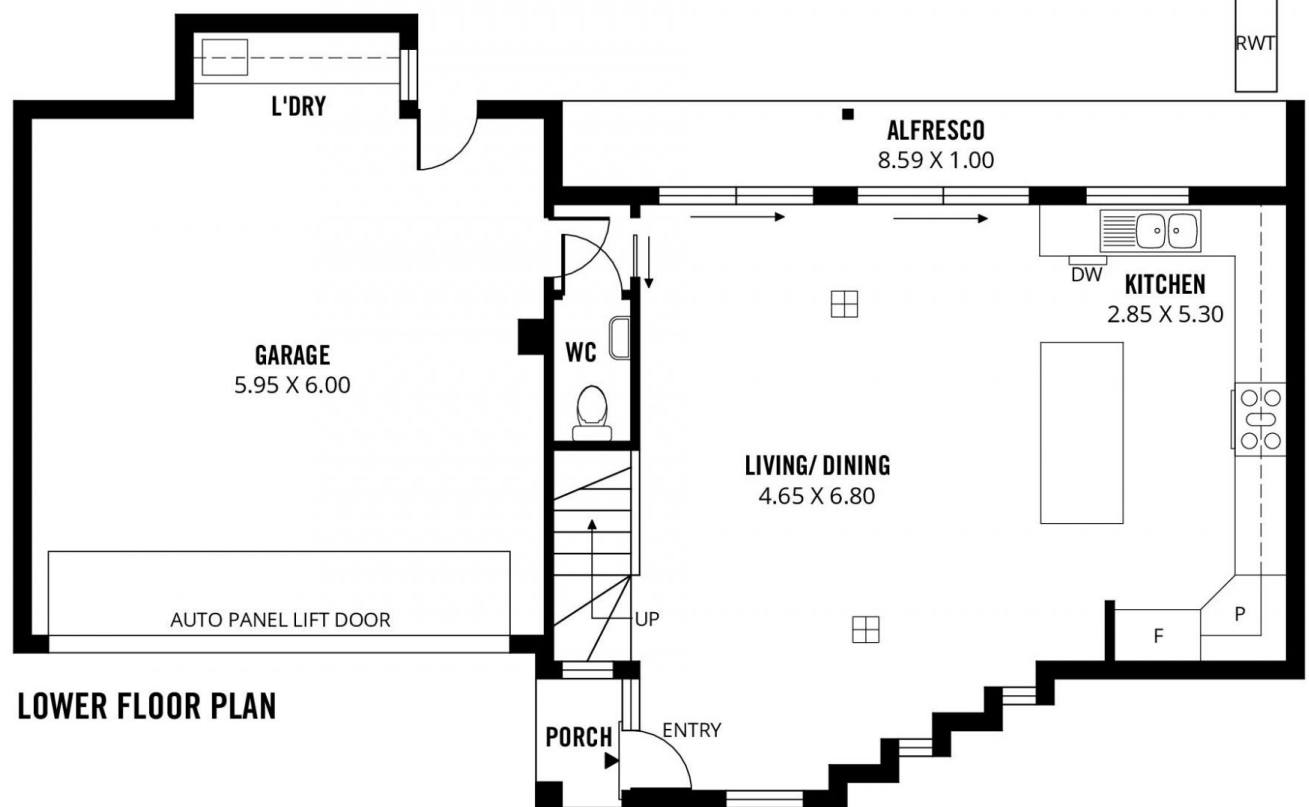 RWT
L'DRY
ALFRESCO
8.59 X 1.00
DW
KITCHEN
2.85 X 5.30
GARAGE
5.95 X 6.00
WC
LIVING/ DINING
4.65 X 6.80
AUTO PANEL LIFT DOOR
UP
F
P
LOWER FLOOR PLAN
PORCH
ENTRY